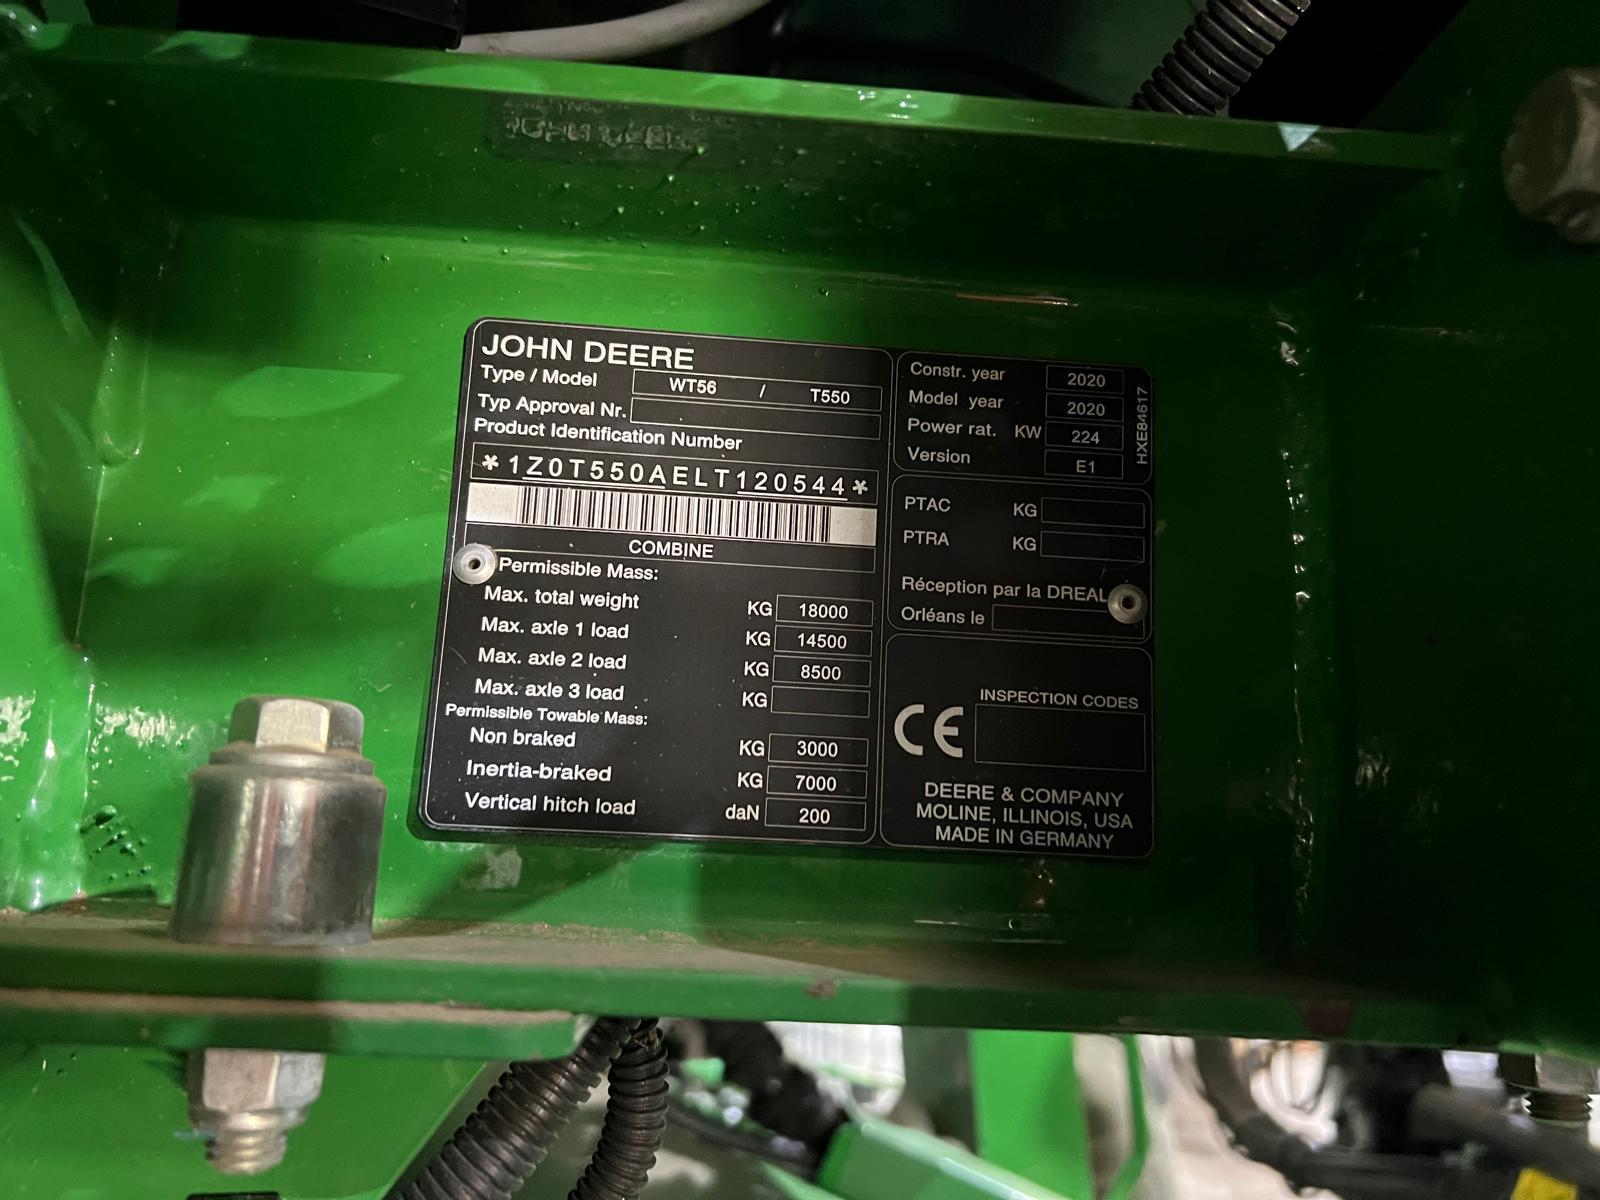 JOHN DEERE
Type / Model WT56 / T550
Typ Approval Nr.
Product Identification Number
*1Z0T550AELT120544*
COMBINE
Permissible Mass:
Max. total weight KG 18000
Max. axle 1 load KG 14500
Max. axle 2 load KG 8500
Max. axle 3 load KG
Permissible Towable Mass:
Non braked KG 3000
Inertia-braked KG 7000
Vertical hitch load daN 200
Constr. year 2020
Model year 2020
Power rat. KW 224
Version E1
HXE84617
PTAC KG
PTRA KG
Réception par la DREAL
Orléans le
INSPECTION CODES
CE
DEERE & COMPANY
MOLINE, ILLINOIS, USA
MADE IN GERMANY